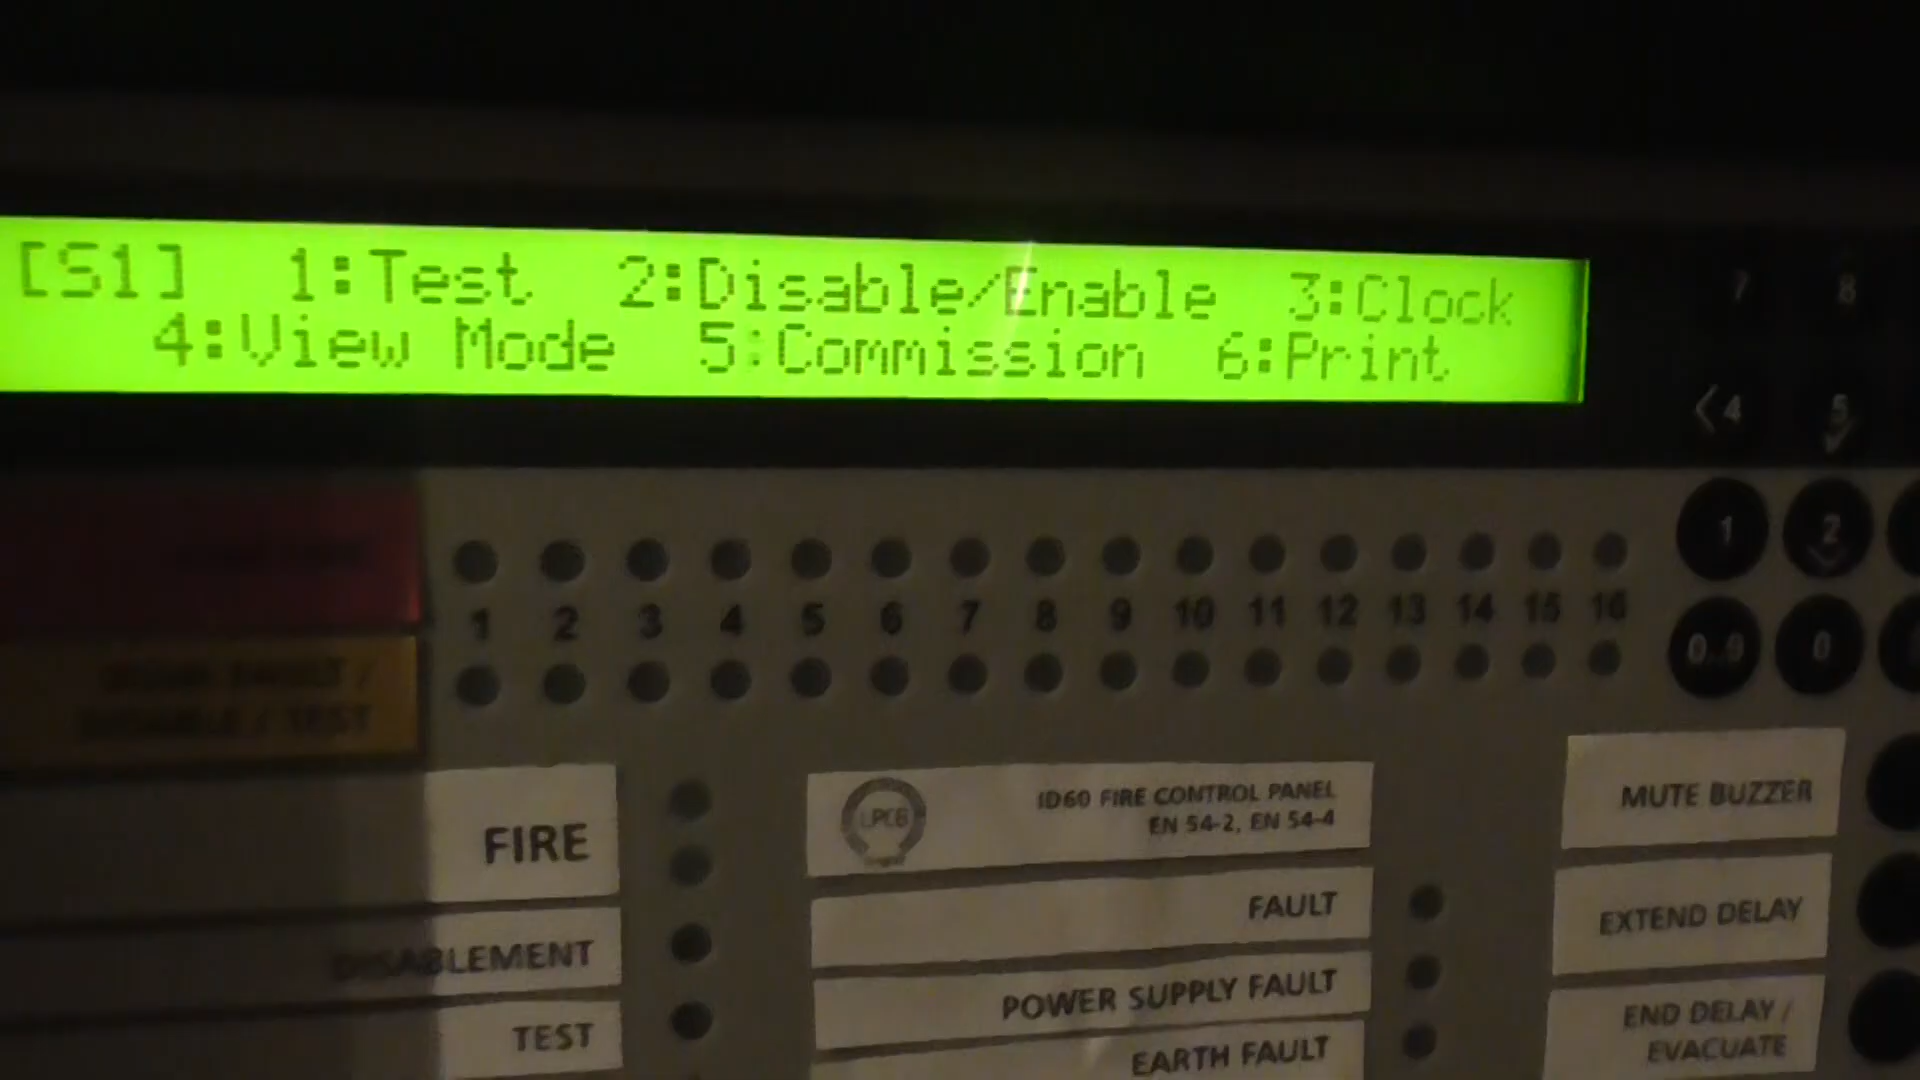 [S1] 1:Test 2:Disable/Enable 3:Clock
4:View Mode 5:Commission 6:Print
7 8
<4 5
1 2
0 0
1 2 3 4 5 6 7 8 9 10 11 12 13 14 15 16
/ TEST
FIRE
DISABLEMENT
TEST
LPCB
ID60 FIRE CONTROL PANEL
EN 54-2, EN 54-4
FAULT
POWER SUPPLY FAULT
EARTH FAULT
MUTE BUZZER
EXTEND DELAY
END DELAY /
EVACUATE